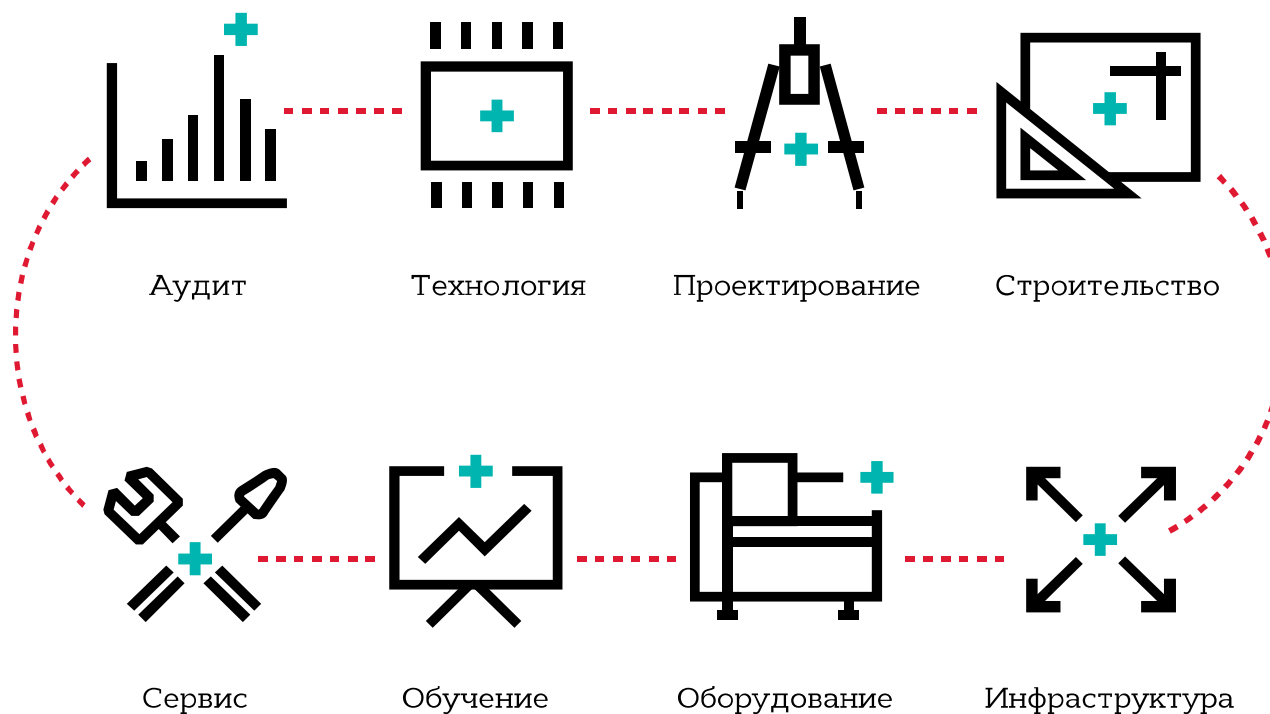 Аудит
Технология
Проектирование
Строительство
Сервис
Обучение
Оборудование
Инфраструктура